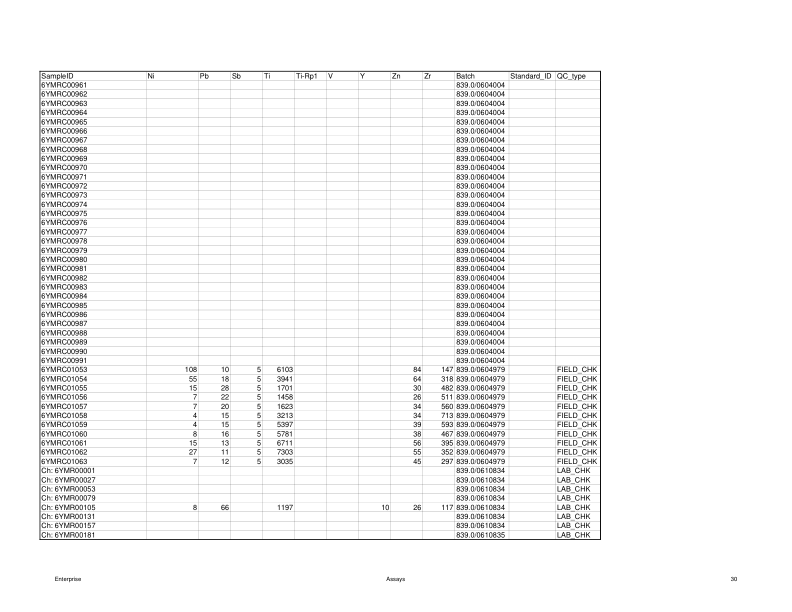 SampleID Ni Pb Sb Ti Ti-Rp1 V Y Zn Zr Batch Standard_ID QC_type
6YMRC00961 839.0/0604004
6YMRC00962 839.0/0604004
6YMRC00963 839.0/0604004
6YMRC00964 839.0/0604004
6YMRC00965 839.0/0604004
6YMRC00966 839.0/0604004
6YMRC00967 839.0/0604004
6YMRC00968 839.0/0604004
6YMRC00969 839.0/0604004
6YMRC00970 839.0/0604004
6YMRC00971 839.0/0604004
6YMRC00972 839.0/0604004
6YMRC00973 839.0/0604004
6YMRC00974 839.0/0604004
6YMRC00975 839.0/0604004
6YMRC00976 839.0/0604004
6YMRC00977 839.0/0604004
6YMRC00978 839.0/0604004
6YMRC00979 839.0/0604004
6YMRC00980 839.0/0604004
6YMRC00981 839.0/0604004
6YMRC00982 839.0/0604004
6YMRC00983 839.0/0604004
6YMRC00984 839.0/0604004
6YMRC00985 839.0/0604004
6YMRC00986 839.0/0604004
6YMRC00987 839.0/0604004
6YMRC00988 839.0/0604004
6YMRC00989 839.0/0604004
6YMRC00990 839.0/0604004
6YMRC00991 839.0/0604004
6YMRC01053 108 10 5 6103 84 147 839.0/0604979 FIELD_CHK
6YMRC01054 55 18 5 3941 64 318 839.0/0604979 FIELD_CHK
6YMRC01055 15 28 5 1701 30 482 839.0/0604979 FIELD_CHK
6YMRC01056 7 22 5 1458 26 511 839.0/0604979 FIELD_CHK
6YMRC01057 7 20 5 1623 34 560 839.0/0604979 FIELD_CHK
6YMRC01058 4 15 5 3213 34 713 839.0/0604979 FIELD_CHK
6YMRC01059 4 15 5 5397 39 593 839.0/0604979 FIELD_CHK
6YMRC01060 8 16 5 5781 38 467 839.0/0604979 FIELD_CHK
6YMRC01061 15 13 5 6711 56 395 839.0/0604979 FIELD_CHK
6YMRC01062 27 11 5 7303 55 352 839.0/0604979 FIELD_CHK
6YMRC01063 7 12 5 3035 45 297 839.0/0604979 FIELD_CHK
Ch: 6YMR00001 839.0/0610834 LAB_CHK
Ch: 6YMR00027 839.0/0610834 LAB_CHK
Ch: 6YMR00053 839.0/0610834 LAB_CHK
Ch: 6YMR00079 839.0/0610834 LAB_CHK
Ch: 6YMR00105 8 66 1197 10 26 117 839.0/0610834 LAB_CHK
Ch: 6YMR00131 839.0/0610834 LAB_CHK
Ch: 6YMR00157 839.0/0610834 LAB_CHK
Ch: 6YMR00181 839.0/0610835 LAB_CHK
Enterprise Assays 30